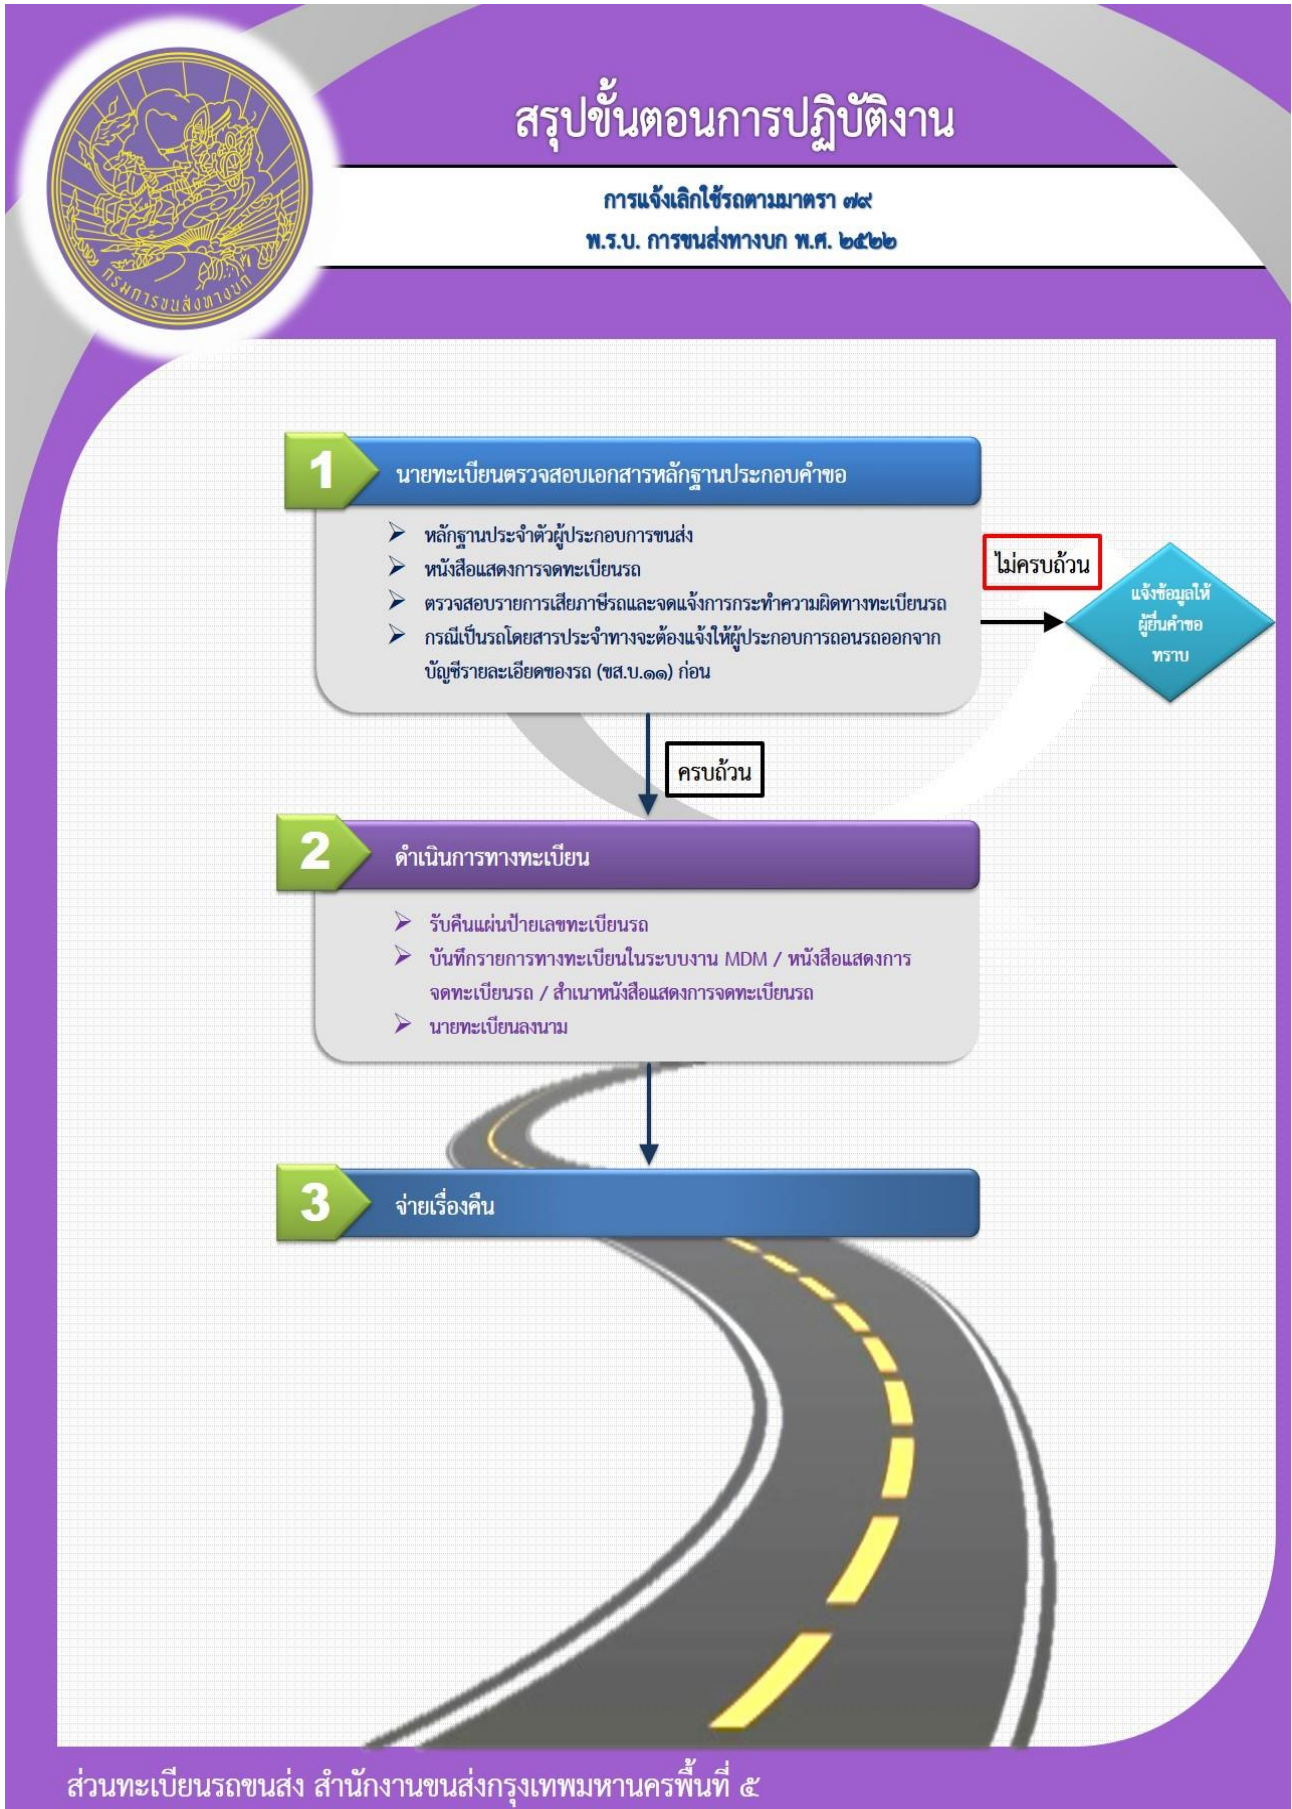 กรมการขนส่งทางบก
สรุปขั้นตอนการปฏิบัติงาน
การแจ้งเลิกใช้รถตามมาตรา ๗๙
พ.ร.บ. การขนส่งทางบก พ.ศ. ๒๕๒๒
1
นายทะเบียนตรวจสอบเอกสารหลักฐานประกอบคำขอ
หลักฐานประจำตัวผู้ประกอบการขนส่ง
หนังสือแสดงการจดทะเบียนรถ
ตรวจสอบรายการเสียภาษีรถและจดแจ้งการกระทำความผิดทางทะเบียนรถ
กรณีเป็นรถโดยสารประจำทางจะต้องแจ้งให้ผู้ประกอบการถอนรถออกจาก
บัญชีรายละเอียดของรถ (ขส.บ.๑๑) ก่อน
ไม่ครบถ้วน
แจ้งข้อมูลให้
ผู้ยื่นคำขอ
ทราบ
ครบถ้วน
2
ดำเนินการทางทะเบียน
รับคืนแผ่นป้ายเลขทะเบียนรถ
บันทึกรายการทางทะเบียนในระบบงาน MDM / หนังสือแสดงการ
จดทะเบียนรถ / สำเนาหนังสือแสดงการจดทะเบียนรถ
นายทะเบียนลงนาม
3
จ่ายเรื่องคืน
ส่วนทะเบียนรถขนส่ง สำนักงานขนส่งกรุงเทพมหานครพื้นที่ ๕